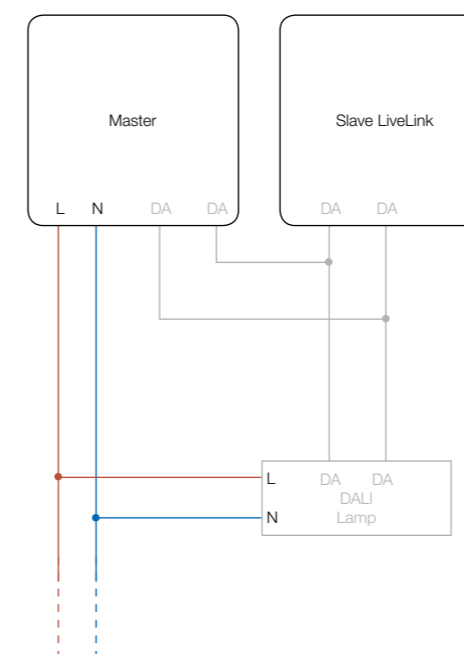 Master
Slave LiveLink
L N DA DA
DA DA
L
DA DA
DALI
N
Lamp